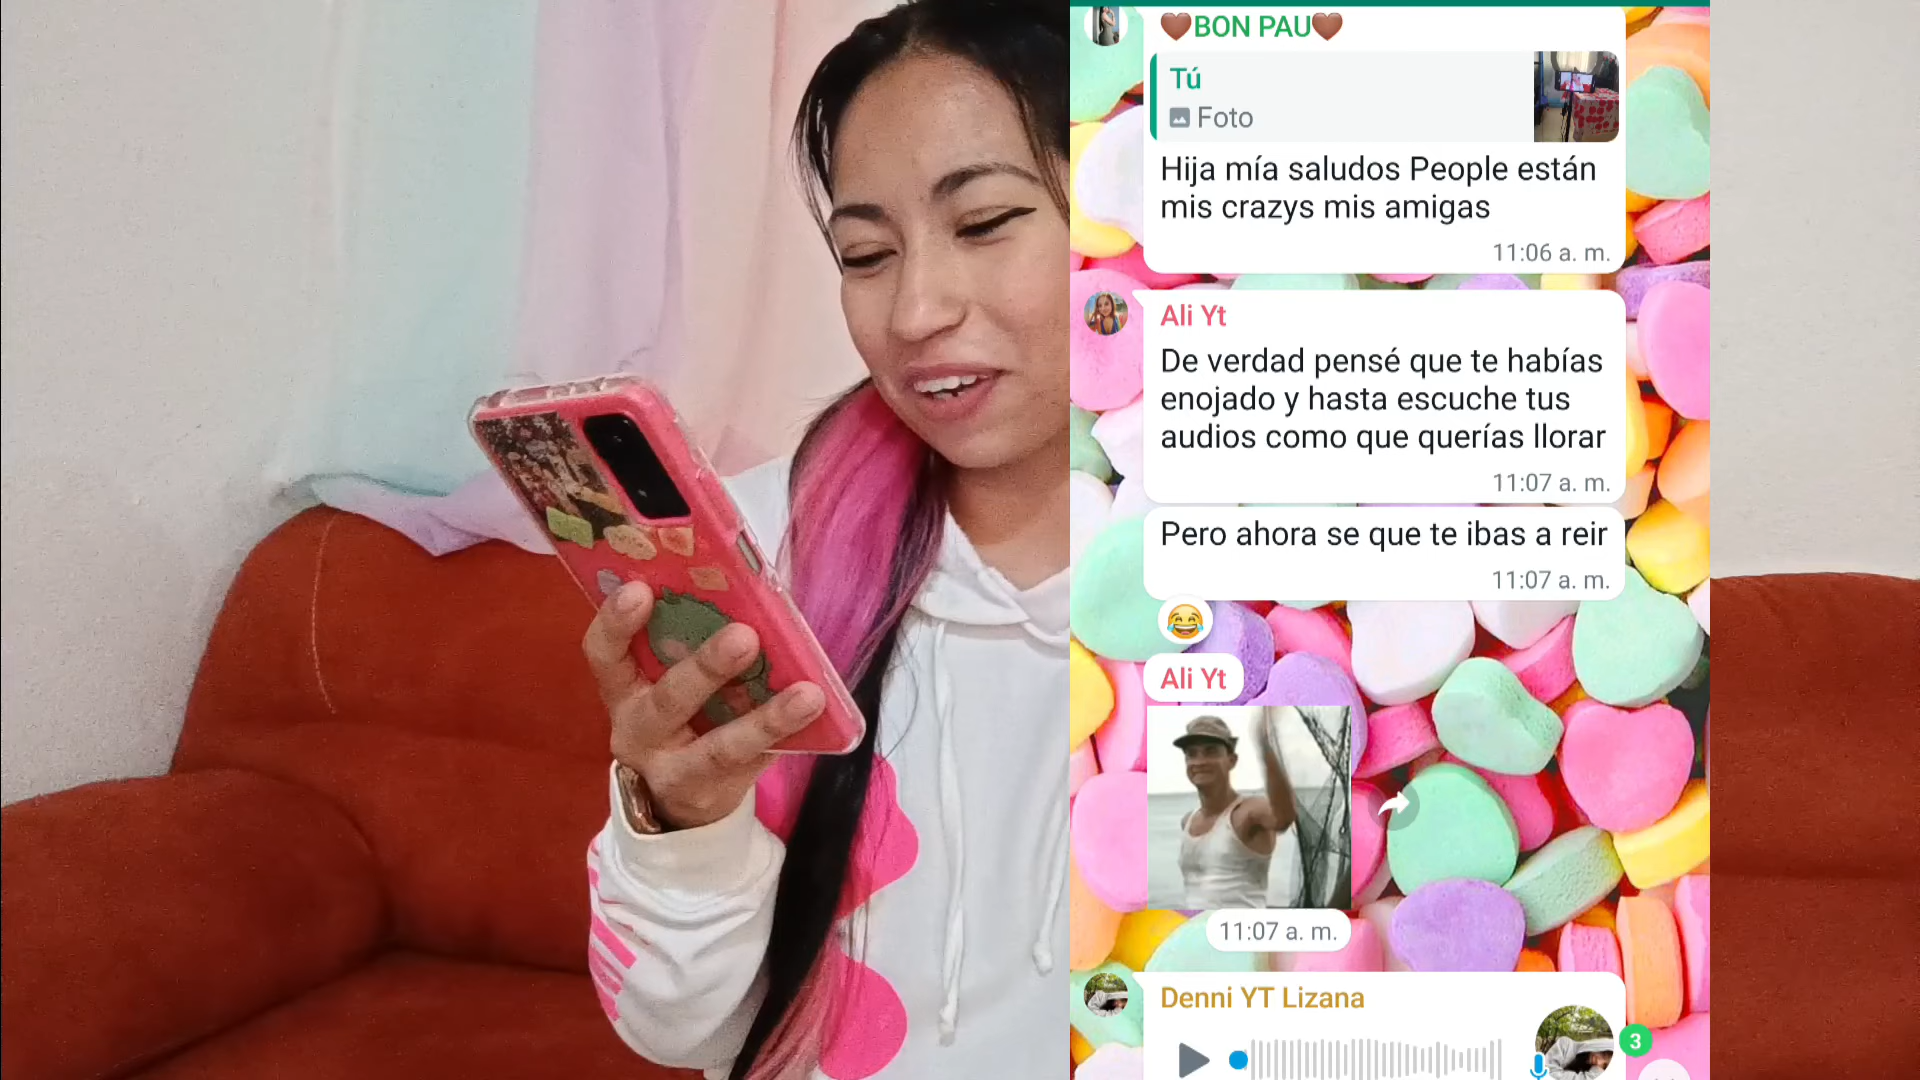 🤎BON PAU🤎
Tú
Foto
Hija mía saludos People están
mis crazys mis amigas
11:06 a. m.
Ali Yt
De verdad pensé que te habías
enojado y hasta escuche tus
audios como que querías llorar
11:07 a. m.
Pero ahora se que te ibas a reir
11:07 a. m.
😂
Ali Yt
11:07 a. m.
Denni YT Lizana
3